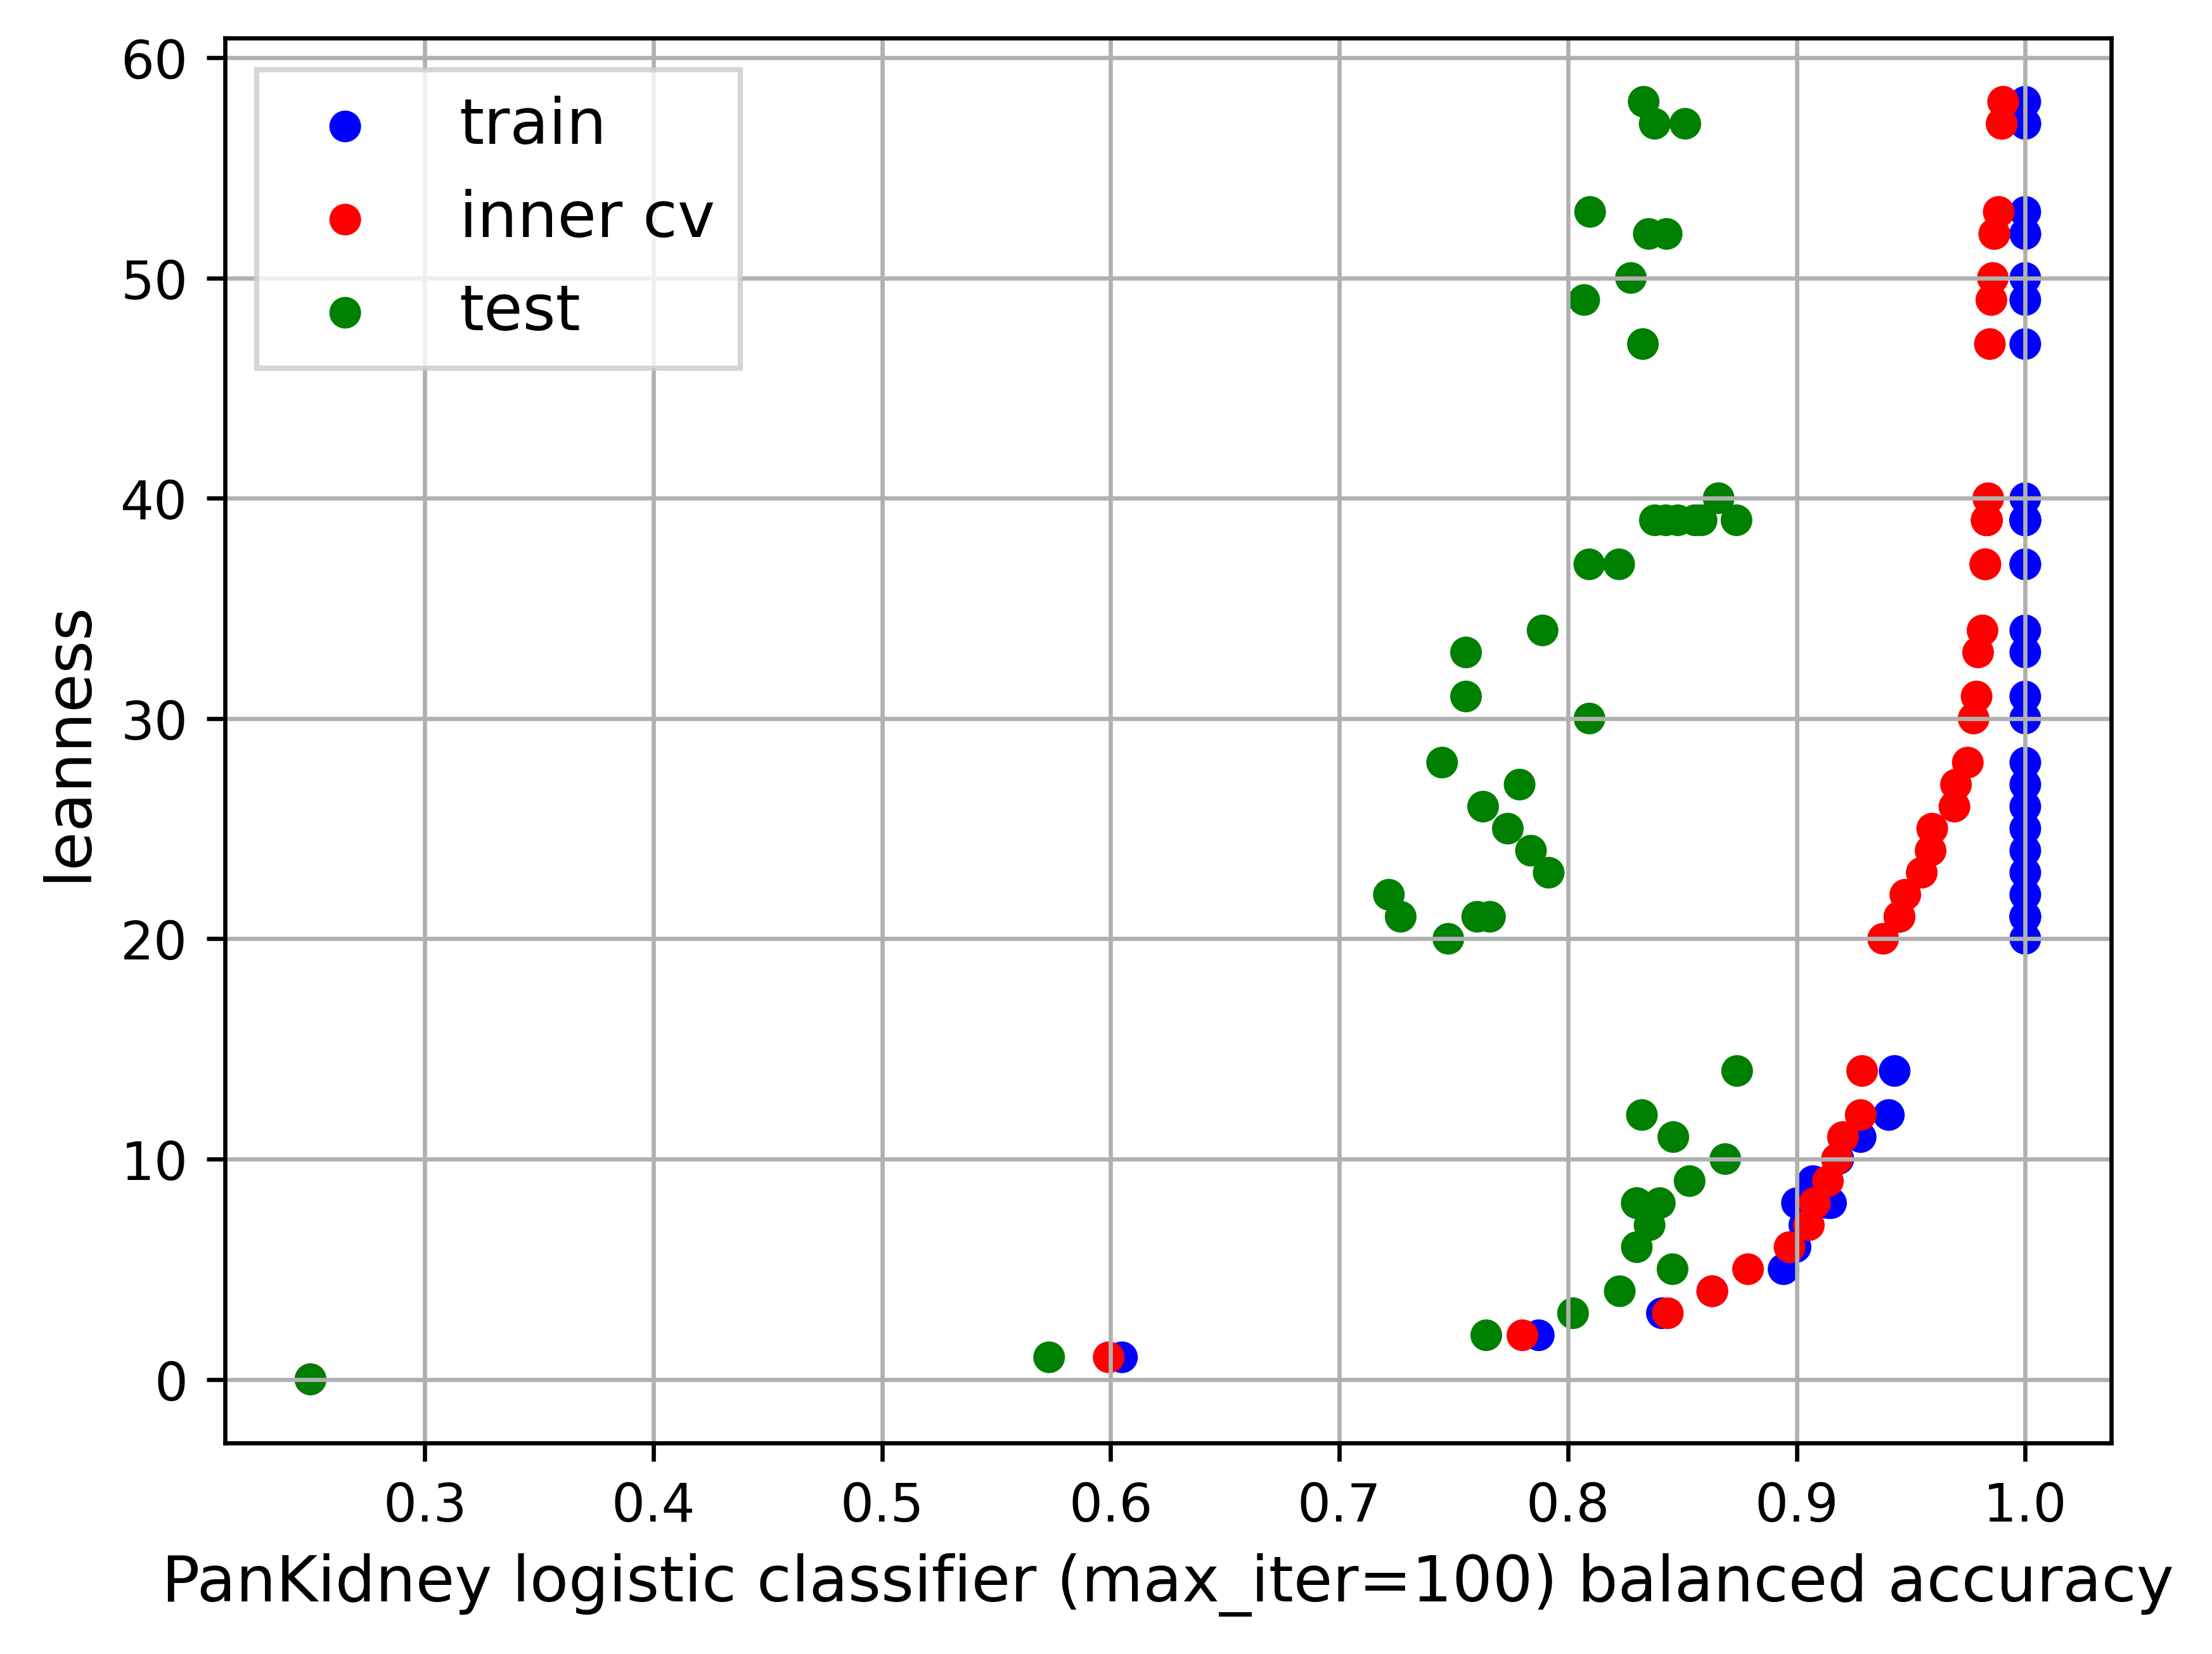 60
50
40
30
20
10
0
leanness
train
inner cv
test
0.3 0.4 0.5 0.6 0.7 0.8 0.9 1.0
PanKidney logistic classifier (max_iter=100) balanced accuracy